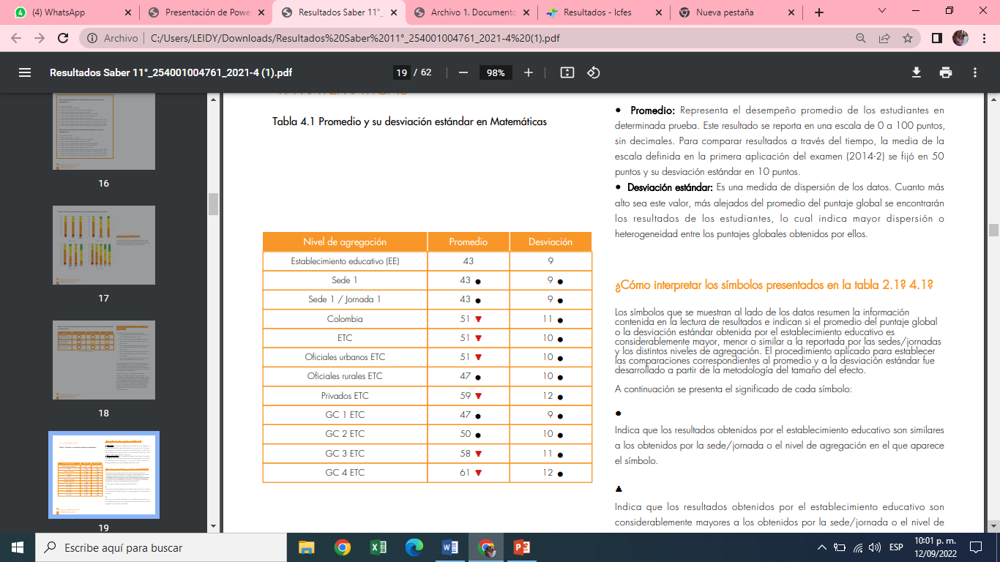 (4) WhatsApp
Presentación de Powe
Resultados Saber 11°_
Archivo 1. Documento
Resultados - Icfes
Nueva pestaña
Archivo
C:/Users/LEIDY/Downloads/Resultados%20Saber%2011°_254001004761_2021-4%20(1).pdf
Resultados Saber 11°_254001004761_2021-4 (1).pdf
19 / 62
98%
16
17
18
19
Tabla 4.1 Promedio y su desviación estándar en Matemáticas
Nivel de agregación Promedio Desviación
Establecimiento educativo (EE) 43 9
Sede 1 43 ● 9 ●
Sede 1 / Jornada 1 43 ● 9 ●
Colombia 51 ▼ 11 ●
ETC 51 ▼ 10 ●
Oficiales urbanos ETC 51 ▼ 10 ●
Oficiales rurales ETC 47 ● 10 ●
Privados ETC 59 ▼ 12 ●
GC 1 ETC 47 ● 9 ●
GC 2 ETC 50 ● 10 ●
GC 3 ETC 58 ▼ 11 ●
GC 4 ETC 61 ▼ 12 ●
● Promedio: Representa el desempeño promedio de los estudiantes en
determinada prueba. Este resultado se reporta en una escala de 0 a 100 puntos,
sin decimales. Para comparar resultados a través del tiempo, la media de la
escala definida en la primera aplicación del examen (2014-2) se fijó en 50
puntos y su desviación estándar en 10 puntos.
● Desviación estándar: Es una medida de dispersión de los datos. Cuanto más
alto sea este valor, más alejados del promedio del puntaje global se encontrarán
los resultados de los estudiantes, lo cual indica mayor dispersión o
heterogeneidad entre los puntajes globales obtenidos por ellos.
¿Cómo interpretar los símbolos presentados en la tabla 2.1? 4.1?
Los símbolos que se muestran al lado de los datos resumen la información
contenida en la lectura de resultados e indican si el promedio del puntaje global
o la desviación estándar obtenida por el establecimiento educativo es
considerablemente mayor, menor o similar a la reportada por las sedes/jornadas
y los distintos niveles de agregación. El procedimiento aplicado para establecer
las comparaciones correspondientes al promedio y a la desviación estándar fue
desarrollado a partir de la metodología del tamaño del efecto.
A continuación se presenta el significado de cada símbolo:
●
Indica que los resultados obtenidos por el establecimiento educativo son similares
a los obtenidos por la sede/jornada o el nivel de agregación en el que aparece
el símbolo.
▲
Indica que los resultados obtenidos por el establecimiento educativo son
considerablemente mayores a los obtenidos por la sede/jornada o el nivel de
Escribe aquí para buscar
ESP
10:01 p. m.
12/09/2022